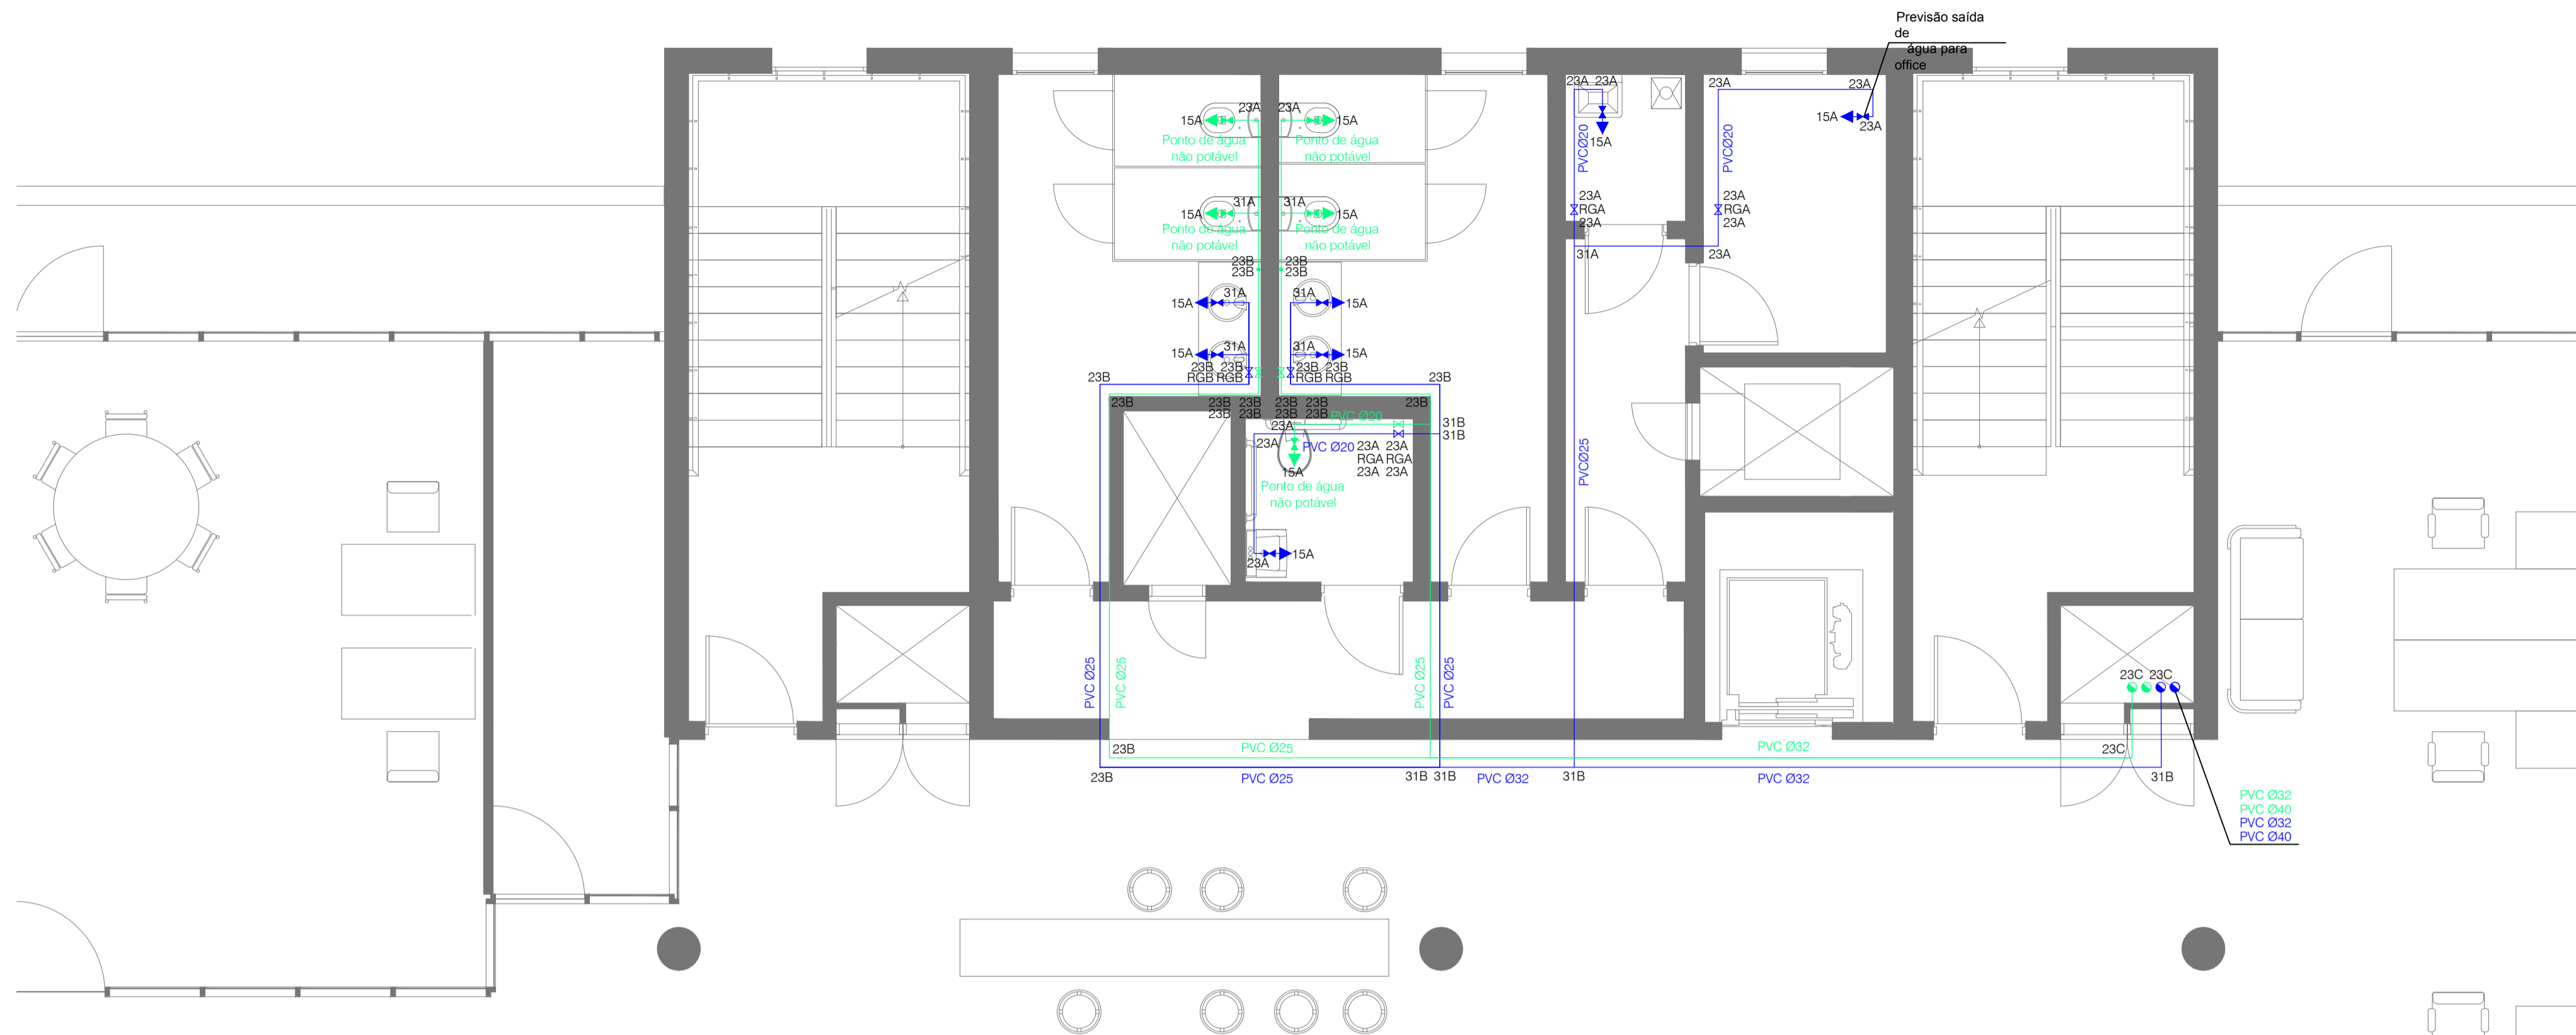 Previsão saída
de
água para
office
23A 23A
23A
23A
23A
23A
15A
15A
15A
23A
15A
Ponto de água
não potável
Ponto de água
não potável
PVCØ20
PVCØ20
31A
31A
15A
15A
23A
RGA
23A
23A
RGA
23A
Ponto de água
não potável
Ponto de água
não potável
31A
23A
23B
23B
23B
23B
31A
31A
15A
15A
31A
31A
15A
15A
23B 23B
RGB RGB
23B 23B
RGB RGB
23B
23B
23B
23B 23B 23B 23B
23B 23B 23B 23B
23B
PVC Ø20
23A
31B
31B
23A
PVC Ø20
23A 23A
RGA RGA
23A 23A
15A
PVCØ25
Ponto de água
não potável
15A
23A
PVC Ø25
PVC Ø25
PVC Ø25
PVC Ø25
23C 23C
23B
PVC Ø25
PVC Ø32
23C
23B
PVC Ø25
31B 31B
PVC Ø32
31B
PVC Ø32
31B
PVC Ø32
PVC Ø40
PVC Ø32
PVC Ø40